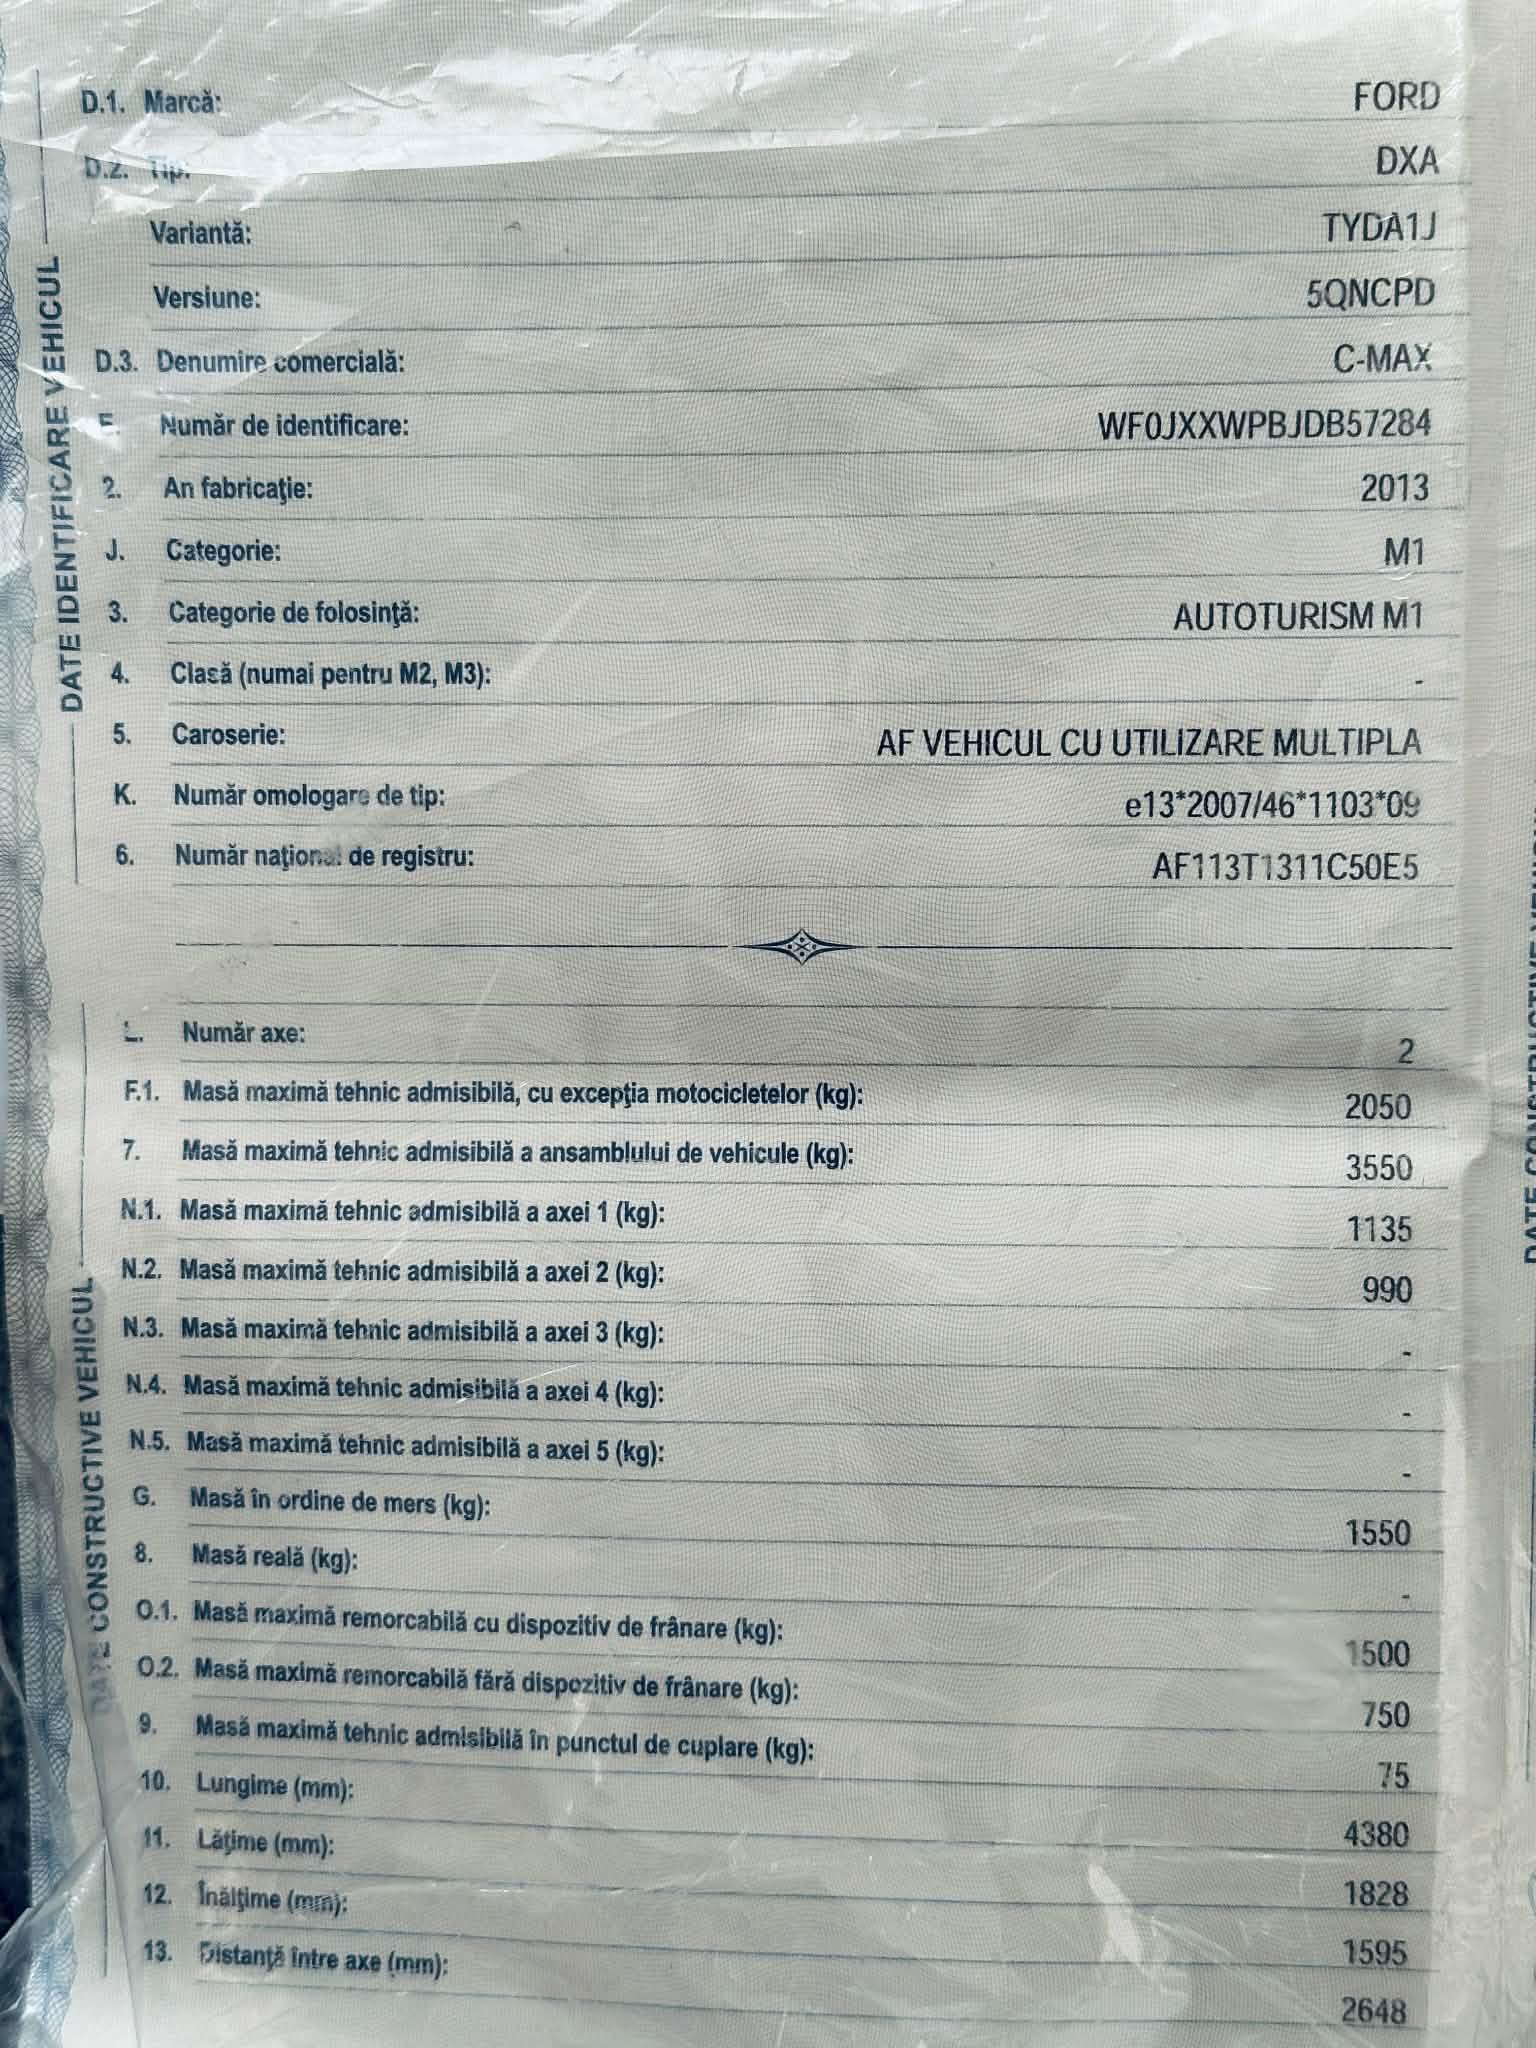 D.1. Marcă: FORD
D.2. Tip: DXA
Variantă: TYDA1J
Versiune: 5QNCPD
D.3. Denumire comercială: C-MAX
E. Număr de identificare: WF0JXXWPBJDB57284
2. An fabricaţie: 2013
J. Categorie: M1
3. Categorie de folosinţă: AUTOTURISM M1
4. Clasă (numai pentru M2, M3): -
5. Caroserie: AF VEHICUL CU UTILIZARE MULTIPLA
K. Număr omologare de tip: e13*2007/46*1103*09
6. Număr naţional de registru: AF113T1311C50E5
DATE IDENTIFICARE VEHICUL
L. Număr axe: 2
F.1. Masă maximă tehnic admisibilă, cu excepţia motocicletelor (kg): 2050
7. Masă maximă tehnic admisibilă a ansamblului de vehicule (kg): 3550
N.1. Masă maximă tehnic admisibilă a axei 1 (kg): 1135
N.2. Masă maximă tehnic admisibilă a axei 2 (kg): 990
N.3. Masă maximă tehnic admisibilă a axei 3 (kg): -
N.4. Masă maximă tehnic admisibilă a axei 4 (kg): -
N.5. Masă maximă tehnic admisibilă a axei 5 (kg): -
G. Masă în ordine de mers (kg): 1550
8. Masă reală (kg): -
O.1. Masă maximă remorcabilă cu dispozitiv de frânare (kg): 1500
O.2. Masă maximă remorcabilă fără dispozitiv de frânare (kg): 750
9. Masă maximă tehnic admisibilă în punctul de cuplare (kg): 75
10. Lungime (mm): 4380
11. Lăţime (mm): 1828
12. Înălţime (mm): 1595
13. Distanţă între axe (mm): 2648
DATE CONSTRUCTIVE VEHICUL
DATE CONSTRUCTIVE